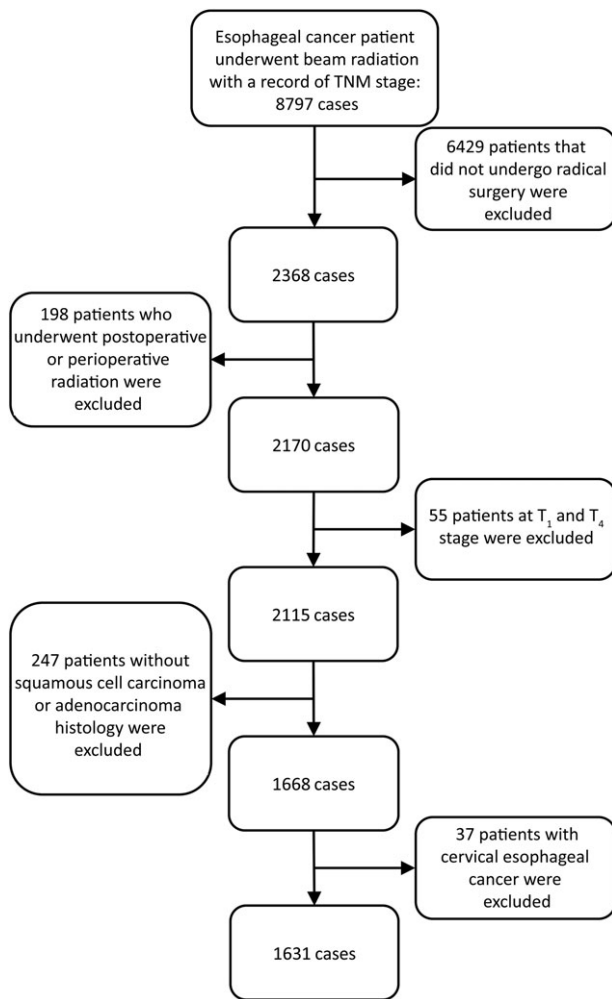 Esophageal cancer patient
underwent beam radiation
with a record of TNM stage:
8797 cases
6429 patients that
did not undergo radical
surgery were
excluded
2368 cases
198 patients who
underwent postoperative
or perioperative
radiation were
excluded
2170 cases
55 patients at T₁ and T₄
stage were excluded
2115 cases
247 patients without
squamous cell carcinoma
or adenocarcinoma
histology were
excluded
1668 cases
37 patients with
cervical esophageal
cancer were
excluded
1631 cases